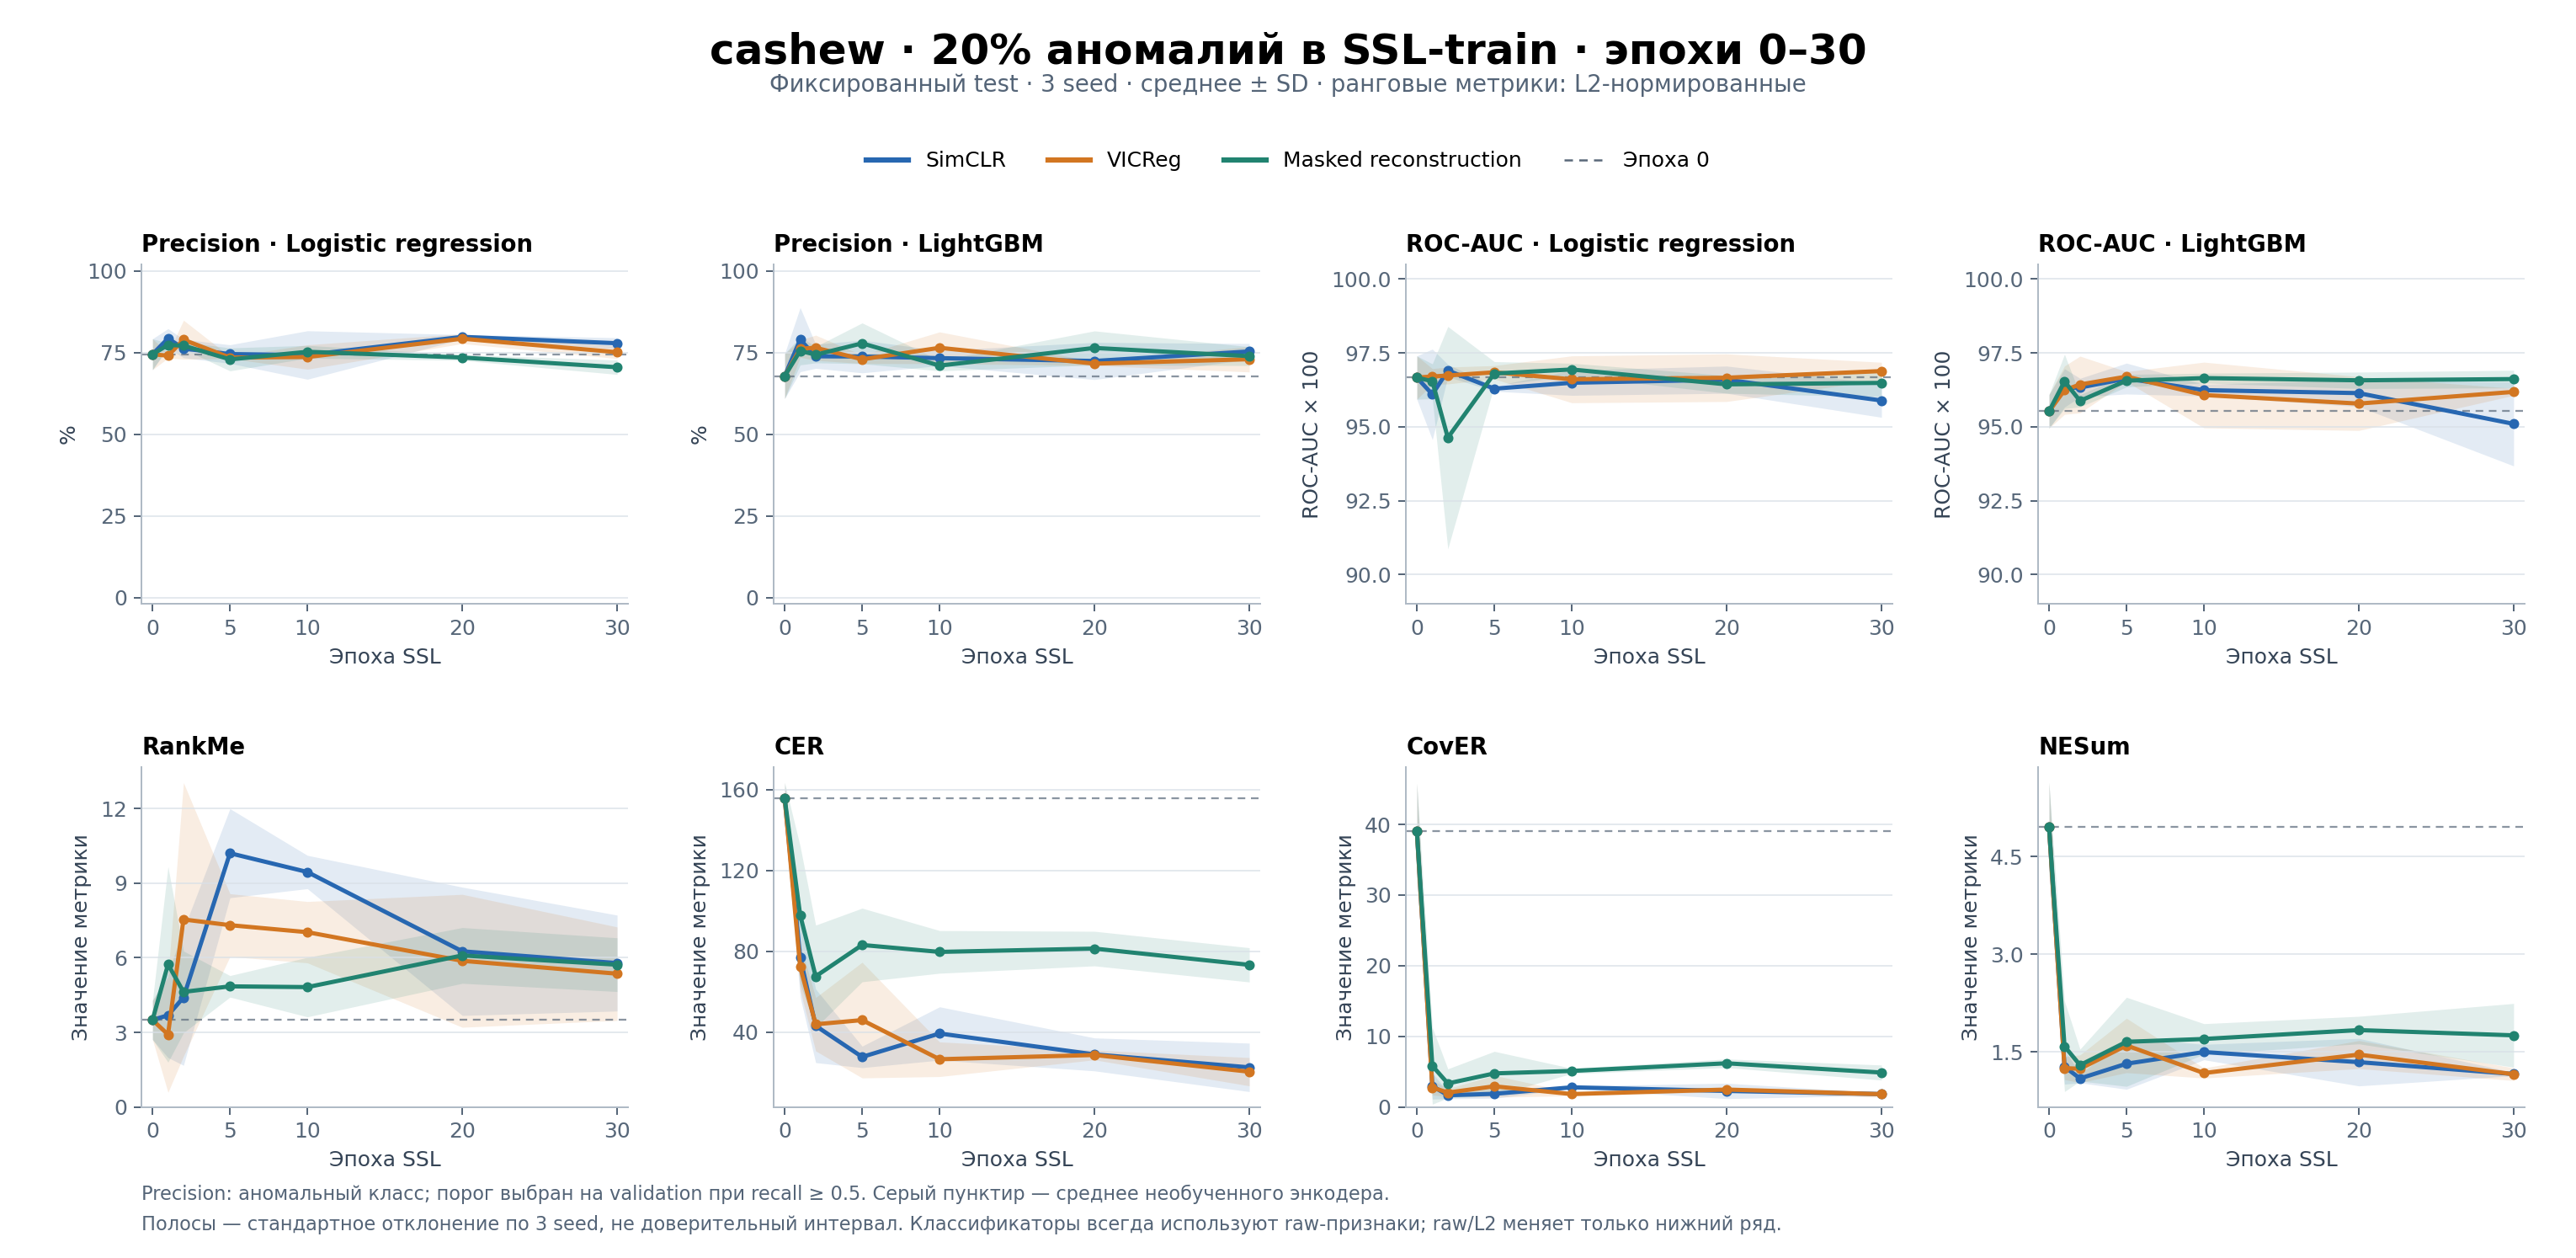 cashew · 20% аномалий в SSL-train · эпохи 0–30
Фиксированный test · 3 seed · среднее ± SD · ранговые метрики: L2-нормированные
SimCLR VICReg Masked reconstruction Эпоха 0
Precision · Logistic regression
100
75
50
25
0
%
0 5 10 20 30
Эпоха SSL
Precision · LightGBM
100
75
50
25
0
%
0 5 10 20 30
Эпоха SSL
ROC-AUC · Logistic regression
100.0
97.5
95.0
92.5
90.0
ROC-AUC × 100
0 5 10 20 30
Эпоха SSL
ROC-AUC · LightGBM
100.0
97.5
95.0
92.5
90.0
ROC-AUC × 100
0 5 10 20 30
Эпоха SSL
RankMe
12
9
6
3
0
Значение метрики
0 5 10 20 30
Эпоха SSL
CER
160
120
80
40
Значение метрики
0 5 10 20 30
Эпоха SSL
CovER
40
30
20
10
0
Значение метрики
0 5 10 20 30
Эпоха SSL
NESum
4.5
3.0
1.5
Значение метрики
0 5 10 20 30
Эпоха SSL
Precision: аномальный класс; порог выбран на validation при recall ≥ 0.5. Серый пунктир — среднее необученного энкодера.
Полосы — стандартное отклонение по 3 seed, не доверительный интервал. Классификаторы всегда используют raw-признаки; raw/L2 меняет только нижний ряд.